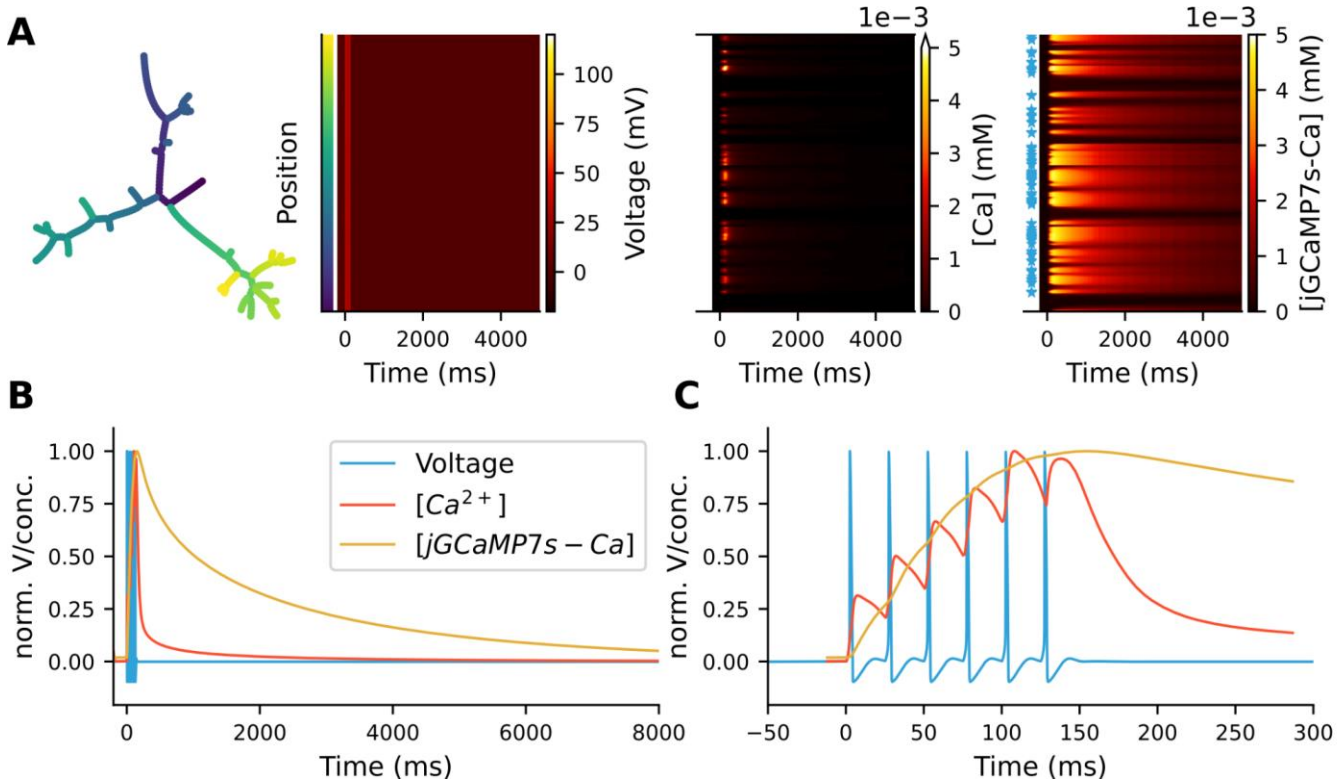 A
Position
0 2000 4000
Time (ms)
100
75
50
25
0
Voltage (mV)
0 2000 4000
Time (ms)
1e−3
5
4
3
2
1
0
[Ca] (mM)
0 2000 4000
Time (ms)
1e−3
5
4
3
2
1
0
[jGCaMP7s-Ca] (mM)
B
norm. V/conc.
1.00
0.75
0.50
0.25
0.00
Voltage
[Ca²⁺]
[jGCaMP7s − Ca]
0 2000 4000 6000 8000
Time (ms)
C
norm. V/conc.
1.00
0.75
0.50
0.25
0.00
−50 0 50 100 150 200 250 300
Time (ms)